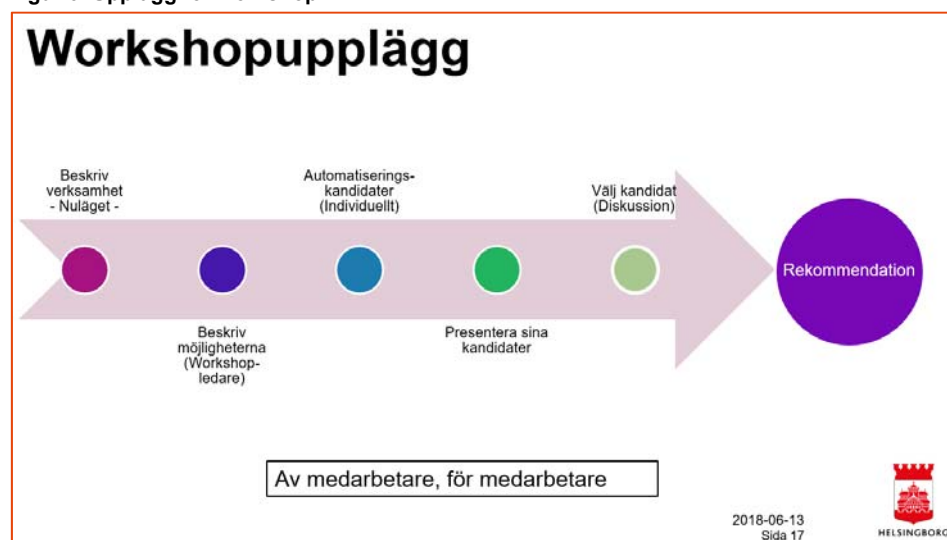 Workshopupplägg
Beskriv
verksamhet
- Nuläget -
Beskriv
möjligheterna
(Workshop-
ledare)
Automatiserings-
kandidater
(Individuellt)
Presentera sina
kandidater
Välj kandidat
(Diskussion)
Rekommendation
Av medarbetare, för medarbetare
2018-06-13
Sida 17
HELSINGBORG